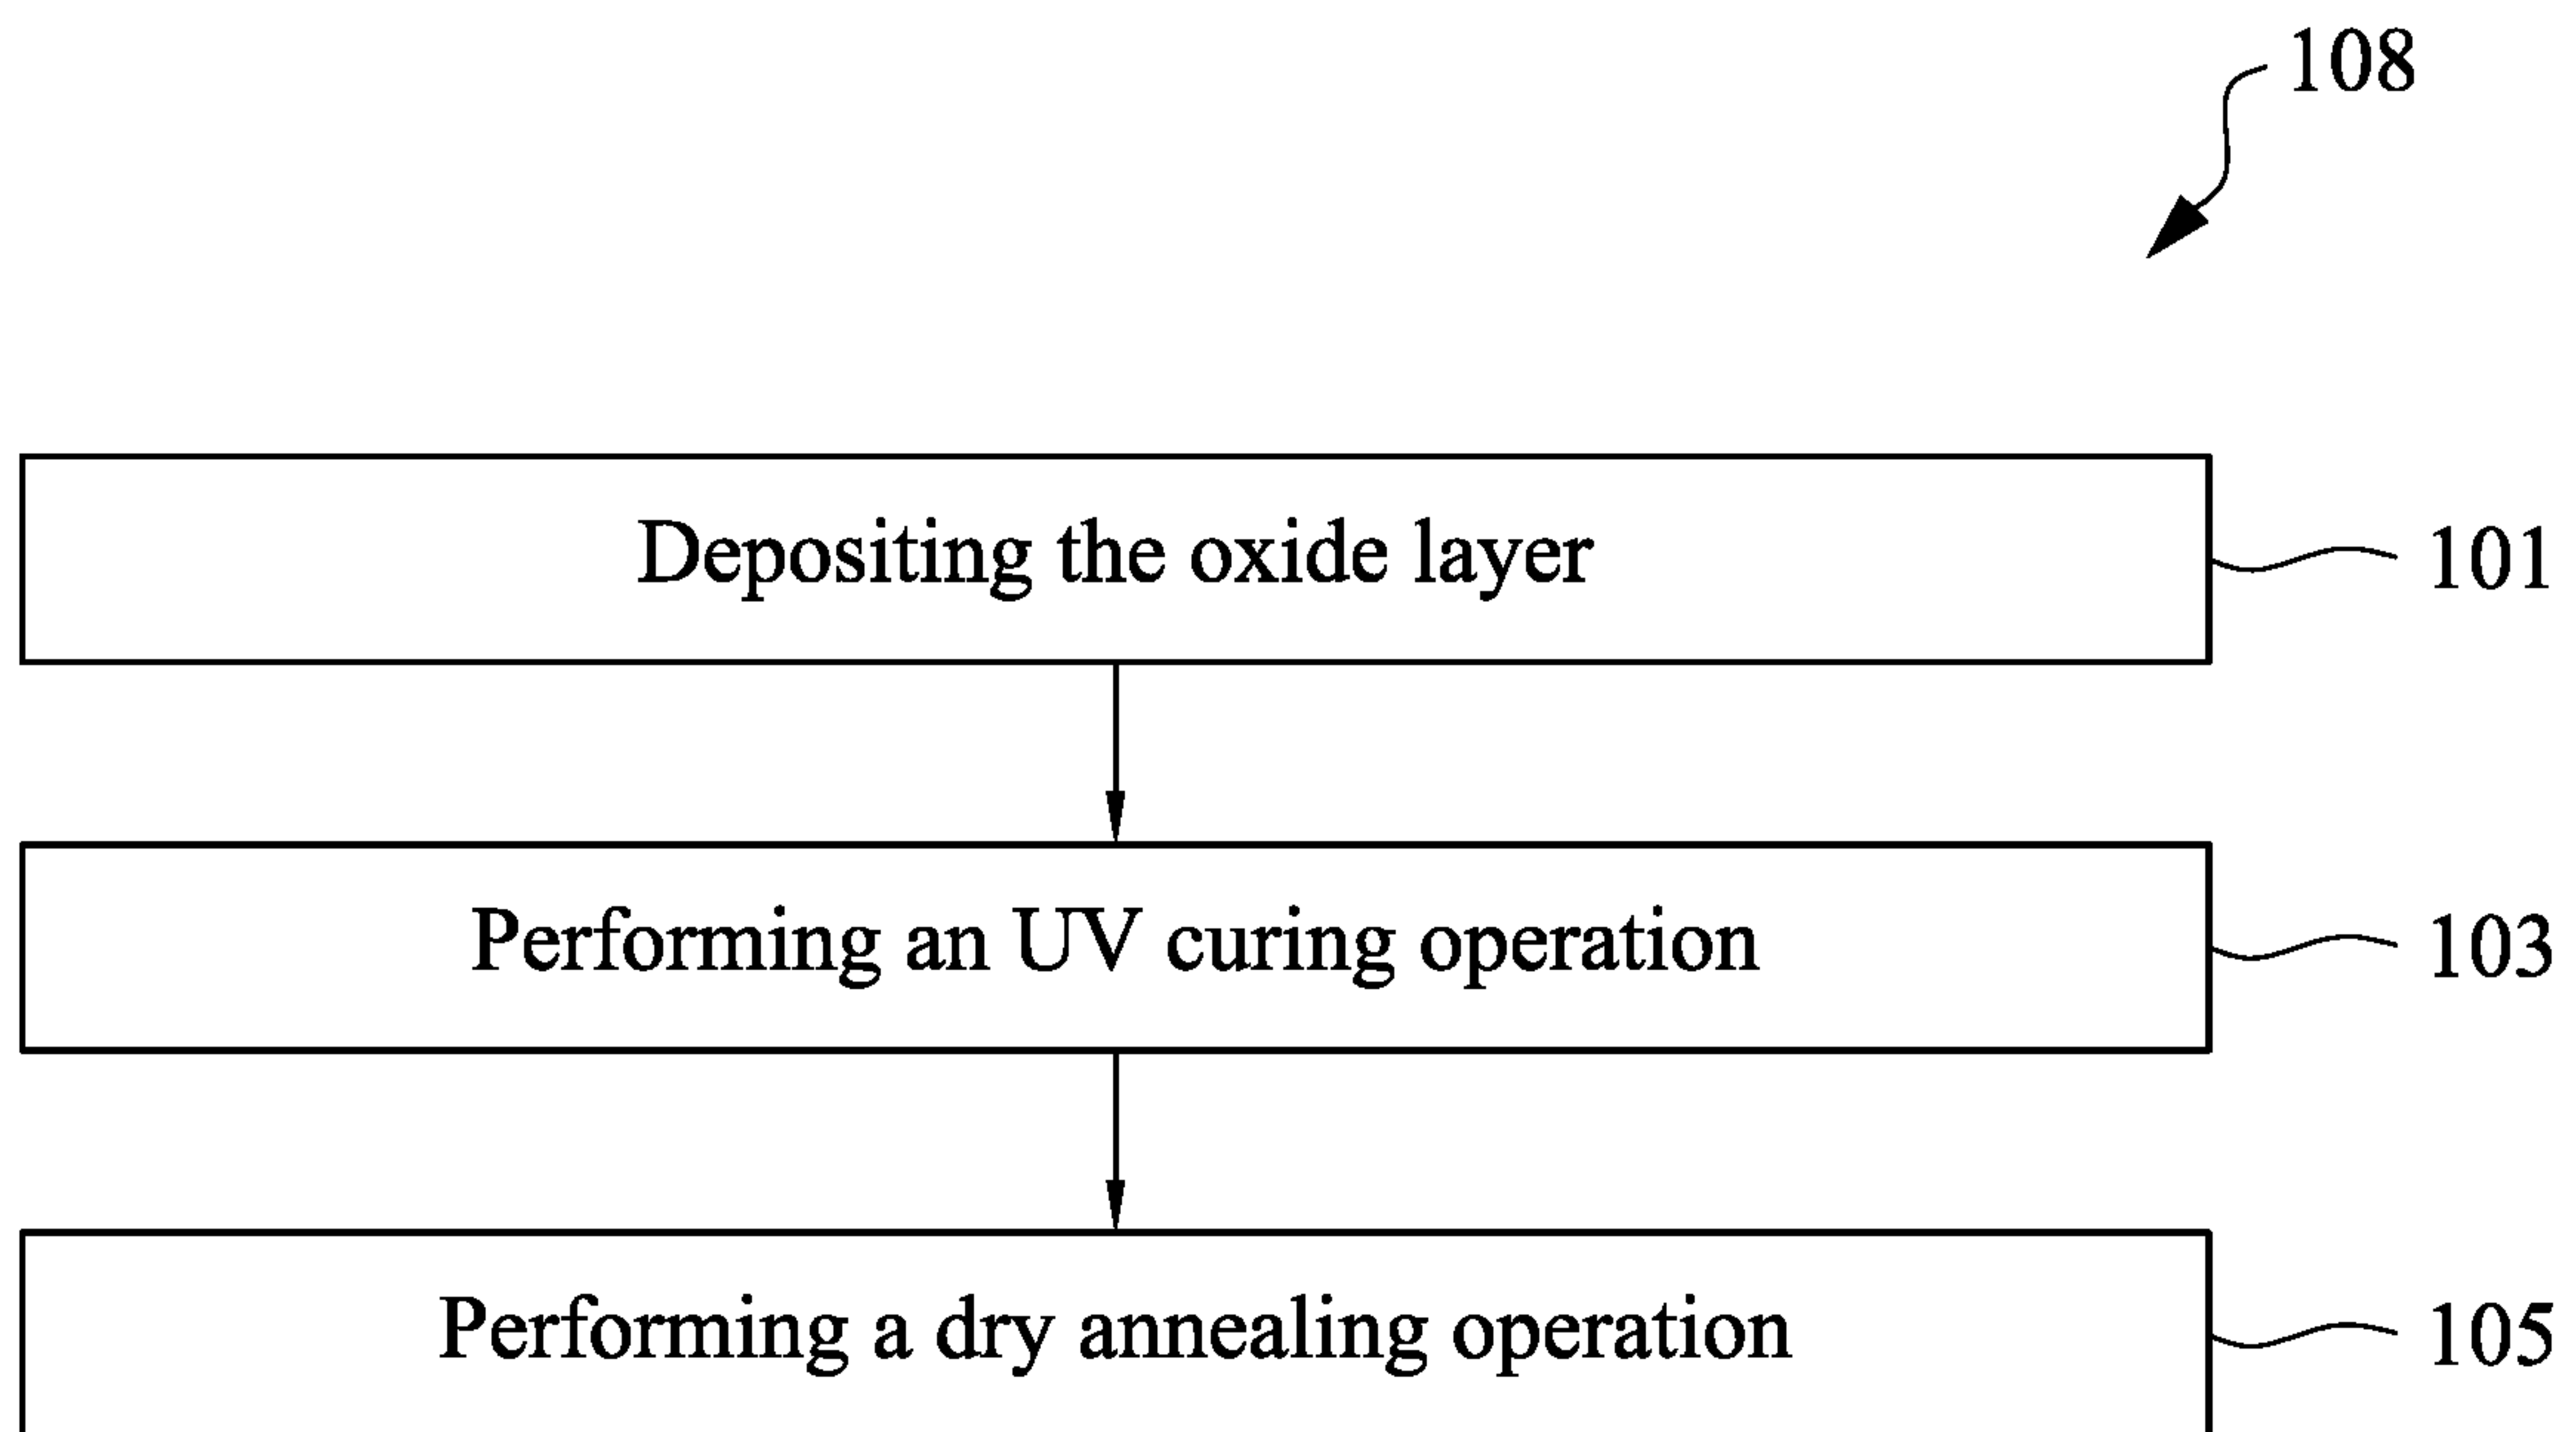 108
Depositing the oxide layer 101
Performing an UV curing operation 103
Performing a dry annealing operation 105